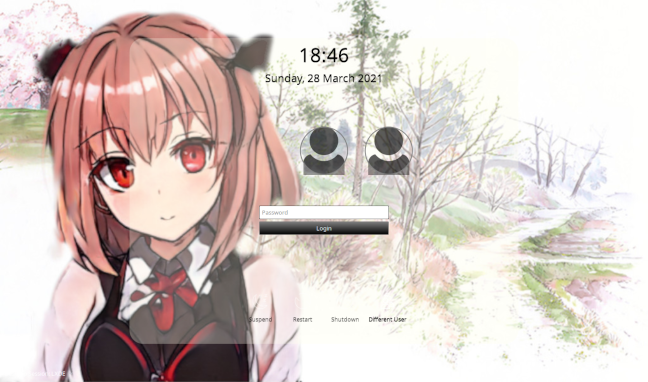 18:46
Sunday, 28 March 2021
Password
Login
Suspend
Restart
Shutdown
Different User